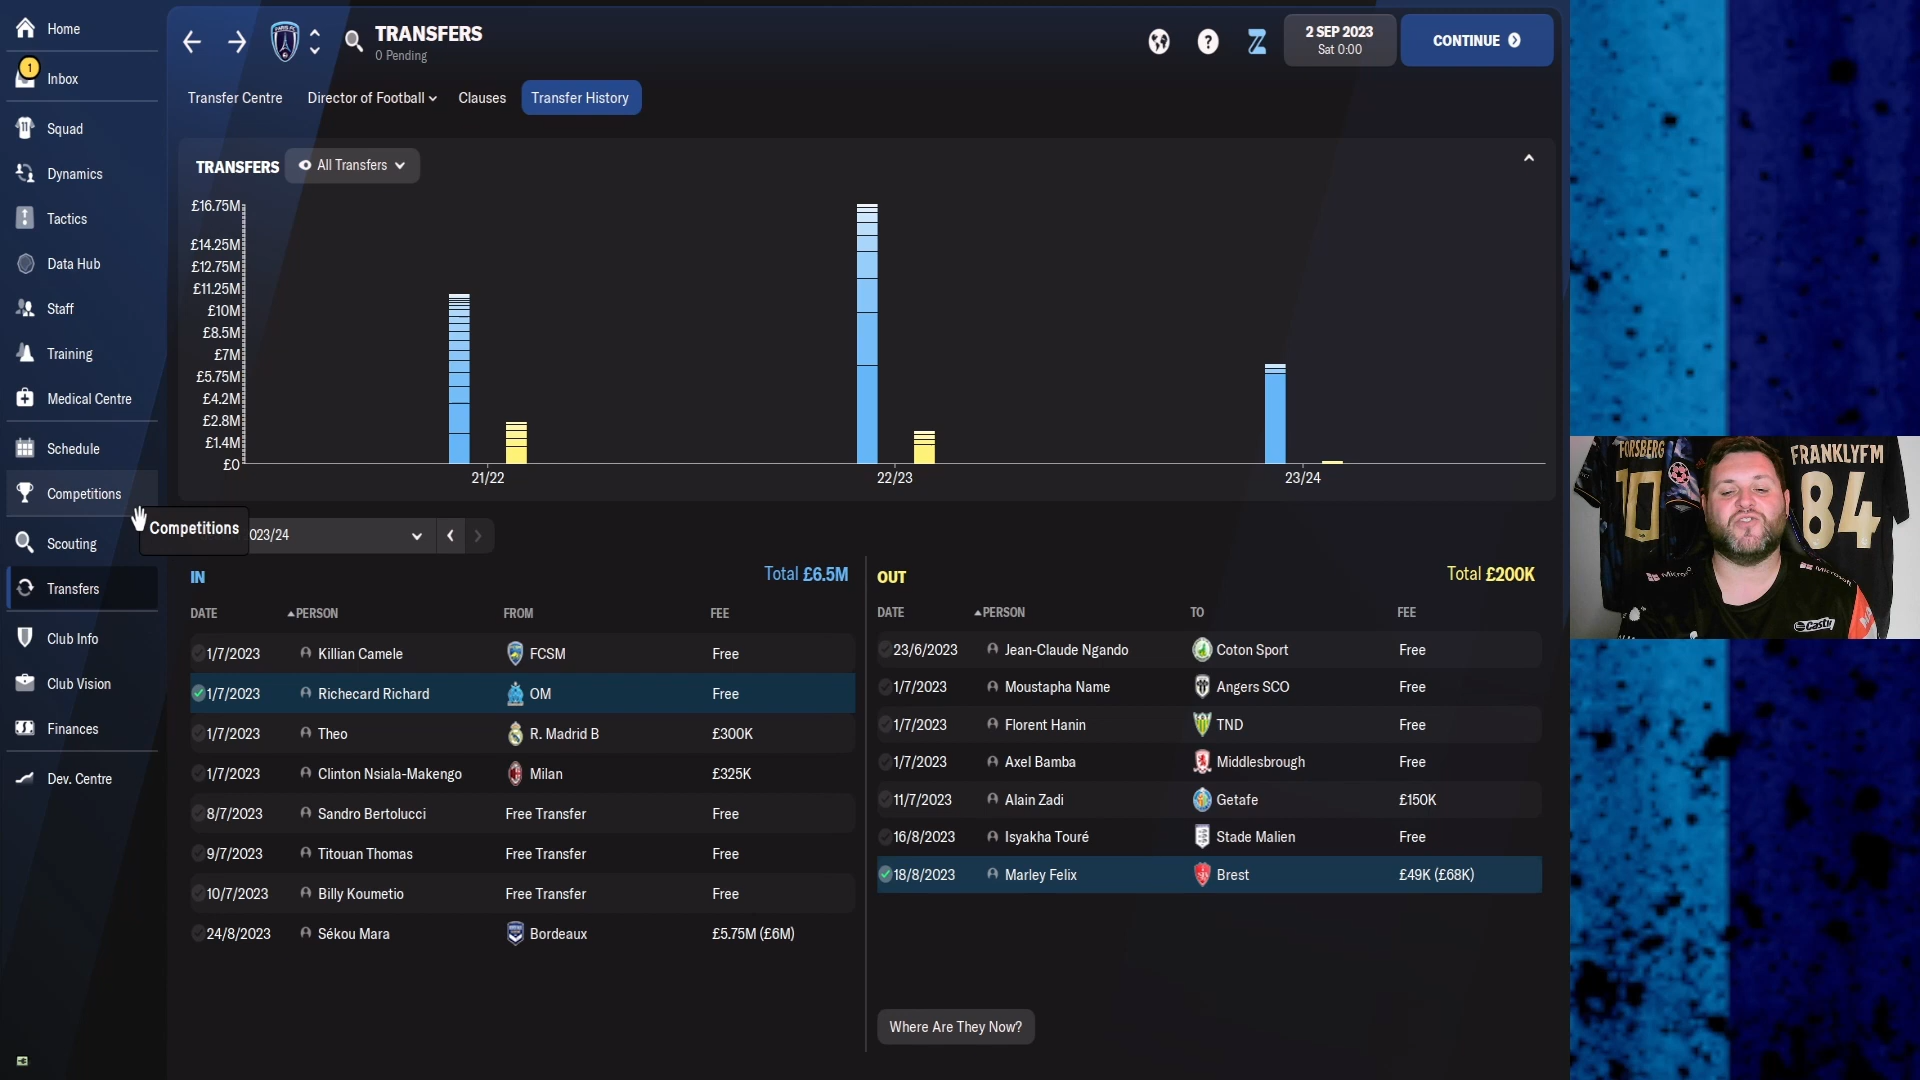 Home
1
Inbox
Squad
Dynamics
Tactics
Data Hub
Staff
Training
Medical Centre
Schedule
Competitions
Scouting
Transfers
Club Info
Club Vision
Finances
Dev. Centre
Competitions
TRANSFERS
0 Pending
?
2 SEP 2023
Sat 0:00
CONTINUE
Transfer Centre
Director of Football
Clauses
Transfer History
TRANSFERS
All Transfers
£16.75M
£14.25M
£12.75M
£11.25M
£10M
£8.5M
£7M
£5.75M
£4.2M
£2.8M
£1.4M
£0
21/22
22/23
23/24
023/24
IN
Total £6.5M
DATE PERSON FROM FEE
1/7/2023 Killian Camele FCSM Free
1/7/2023 Richecard Richard OM Free
1/7/2023 Theo R. Madrid B £300K
1/7/2023 Clinton Nsiala-Makengo Milan £325K
8/7/2023 Sandro Bertolucci Free Transfer Free
9/7/2023 Titouan Thomas Free Transfer Free
10/7/2023 Billy Koumetio Free Transfer Free
24/8/2023 Sékou Mara Bordeaux £5.75M (£6M)
OUT
Total £200K
DATE PERSON TO FEE
23/6/2023 Jean-Claude Ngando Coton Sport Free
1/7/2023 Moustapha Name Angers SCO Free
1/7/2023 Florent Hanin TND Free
1/7/2023 Axel Bamba Middlesbrough Free
11/7/2023 Alain Zadi Getafe £150K
16/8/2023 Isyakha Touré Stade Malien Free
18/8/2023 Marley Felix Brest £49K (£68K)
Where Are They Now?
FORSBERG
10
FRANKLYFM
84